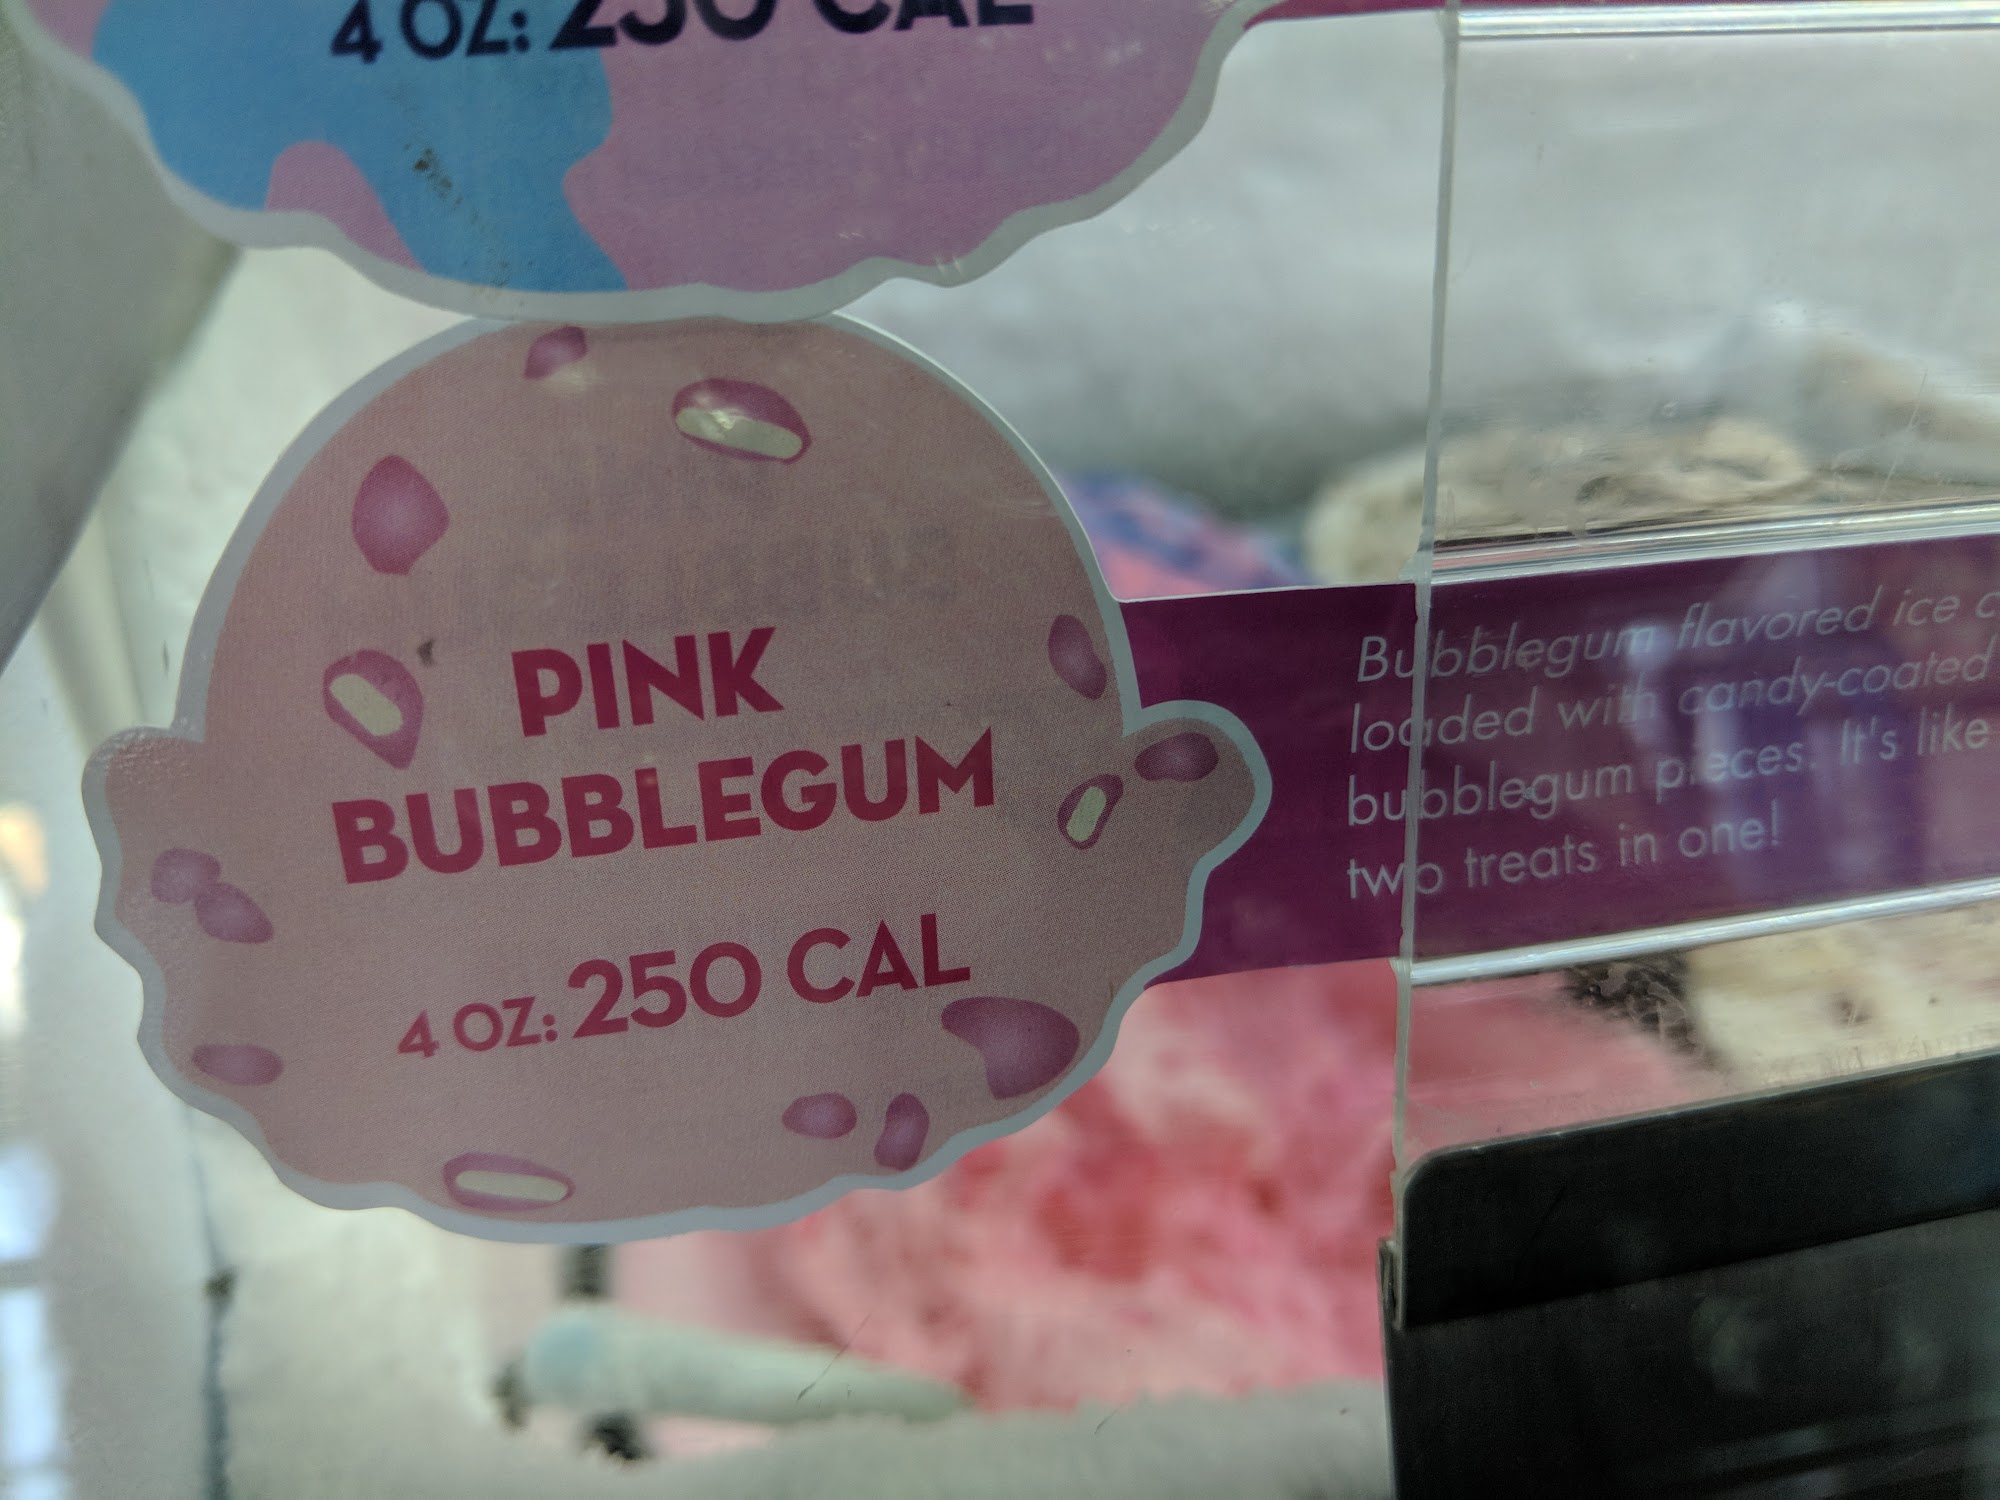 4 OZ: 230 CAL
PINK
BUBBLEGUM
4 OZ: 250 CAL
Bubblegum flavored ice c
loaded with candy-coated
bubblegum pieces. It's like
two treats in one!